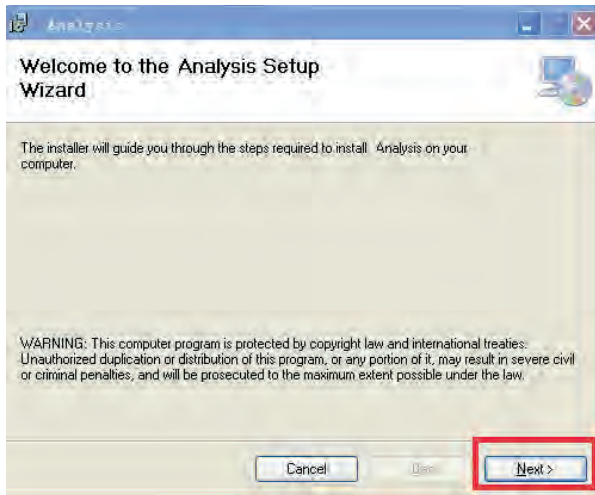 Analysis
Welcome to the Analysis Setup
Wizard
The installer will guide you through the steps required to install Analysis on your
computer.
WARNING: This computer program is protected by copyright law and international treaties.
Unauthorized duplication or distribution of this program, or any portion of it, may result in severe civil
or criminal penalties, and will be prosecuted to the maximum extent possible under the law.
Cancel Next >